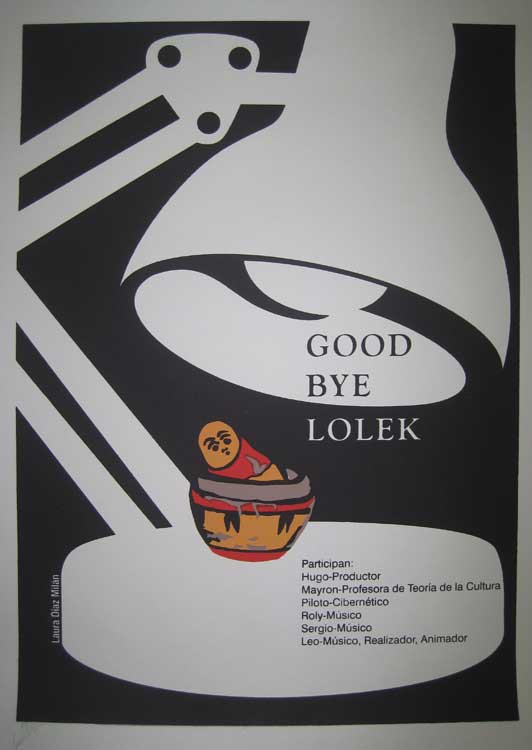 GOOD
BYE
LOLEK
Participan:
Hugo-Productor
Mayron-Profesora de Teoría de la Cultura
Piloto-Cibernético
Roly-Músico
Sergio-Músico
Leo-Músico, Realizador, Animador
Laura Díaz Milán